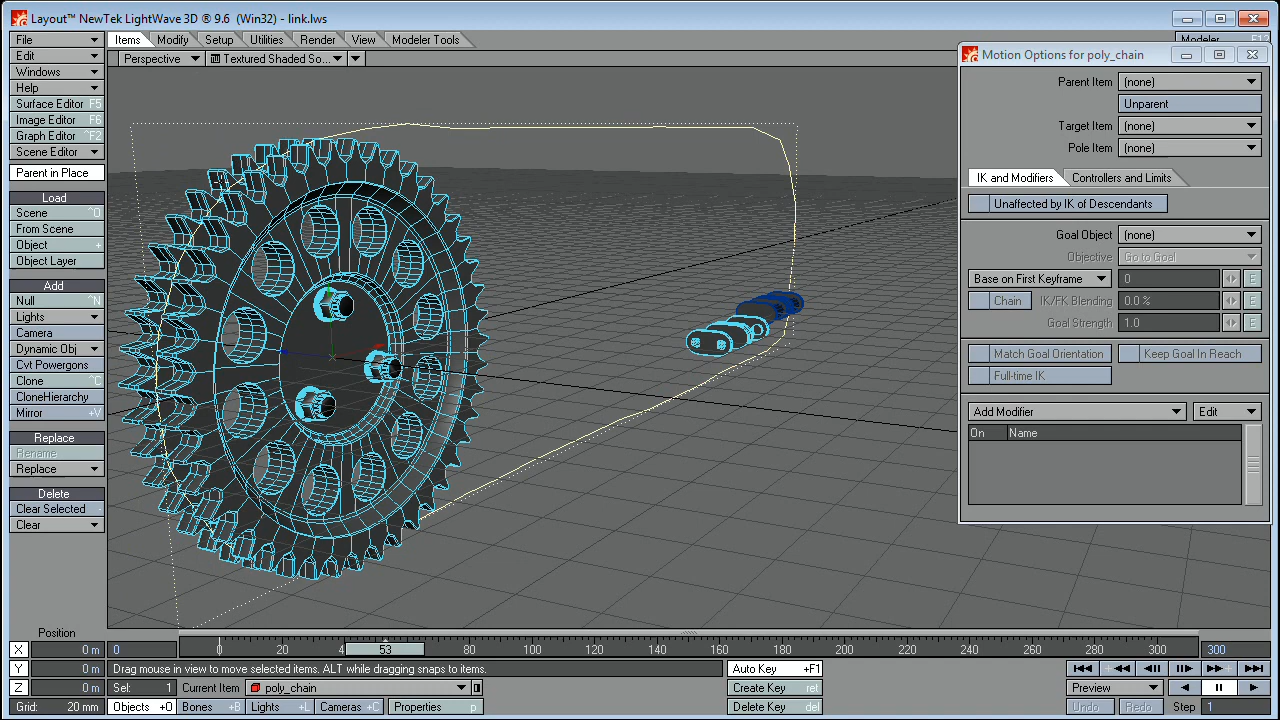 Layout™ NewTek LightWave 3D ® 9.6 (Win32) - link.lws
File
Edit
Windows
Help
Surface Editor F5
Image Editor F6
Graph Editor ^F2
Scene Editor
Parent in Place
Load
Scene ^O
From Scene
Object +
Object Layer
Add
Null ^N
Lights
Camera
Dynamic Obj
Cvt Powergons
Clone ^C
CloneHierarchy
Mirror +V
Replace
Rename
Replace
Delete
Clear Selected -
Clear
Items Modify Setup Utilities Render View Modeler Tools
Modeler F12
Perspective Textured Shaded So...
Motion Options for poly_chain
Parent Item (none)
Unparent
Target Item (none)
Pole Item (none)
IK and Modifiers Controllers and Limits
Unaffected by IK of Descendants
Goal Object (none)
Objective Go to Goal
Base on First Keyframe 0 E
Chain IK/FK Blending 0.0 % E
Goal Strength 1.0 E
Match Goal Orientation Keep Goal In Reach
Full-time IK
Add Modifier Edit
On Name
Position
X 0 m 0 0 20 4 53 80 100 120 140 160 180 200 220 240 260 280 300 300
Y 0 m Drag mouse in view to move selected items. ALT while dragging snaps to items. Auto Key +F1
Z 0 m Sel: 1 Current Item poly_chain Create Key ret Preview
Grid: 20 mm Objects +O Bones +B Lights +L Cameras +C Properties p Delete Key del Undo Redo Step 1